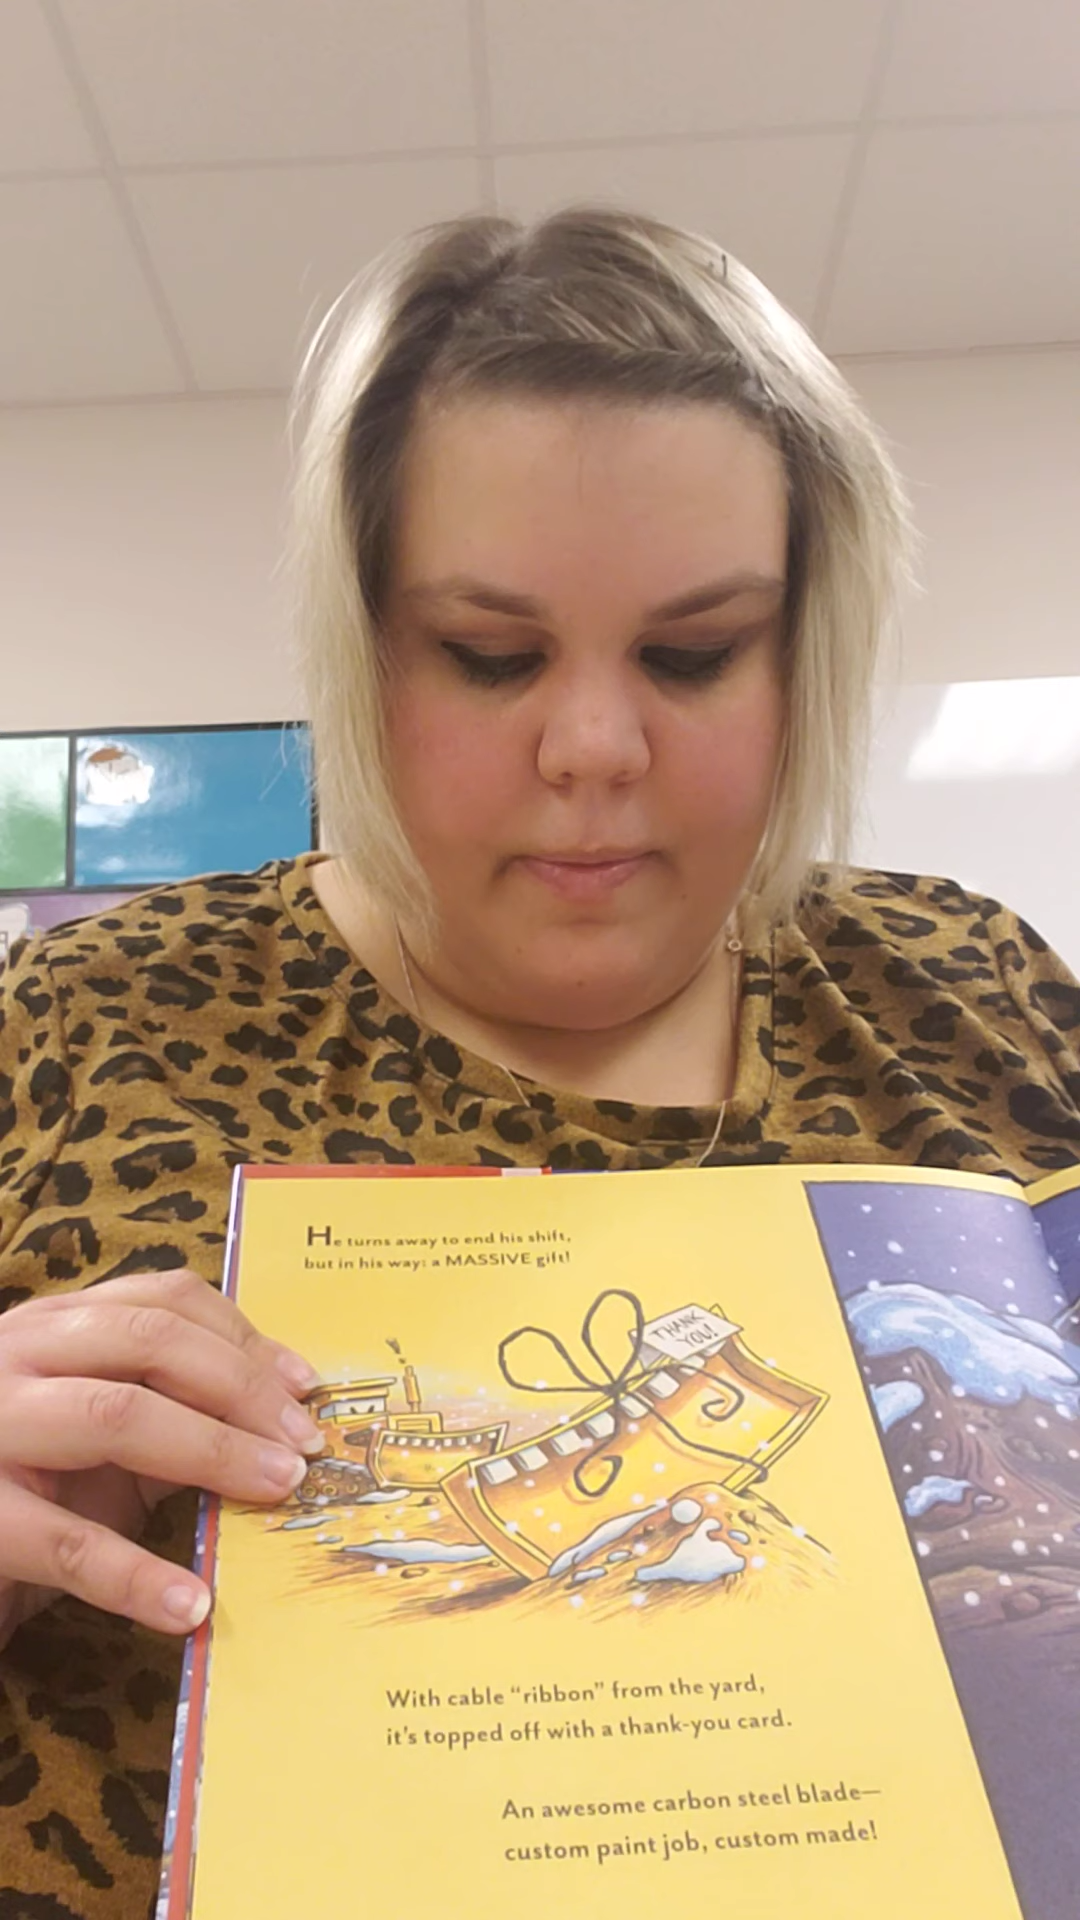 He turns away to end his shift,
but in his way: a MASSIVE gift!
THANK
YOU!
With cable “ribbon” from the yard,
it’s topped off with a thank-you card.
An awesome carbon steel blade—
custom paint job, custom made!